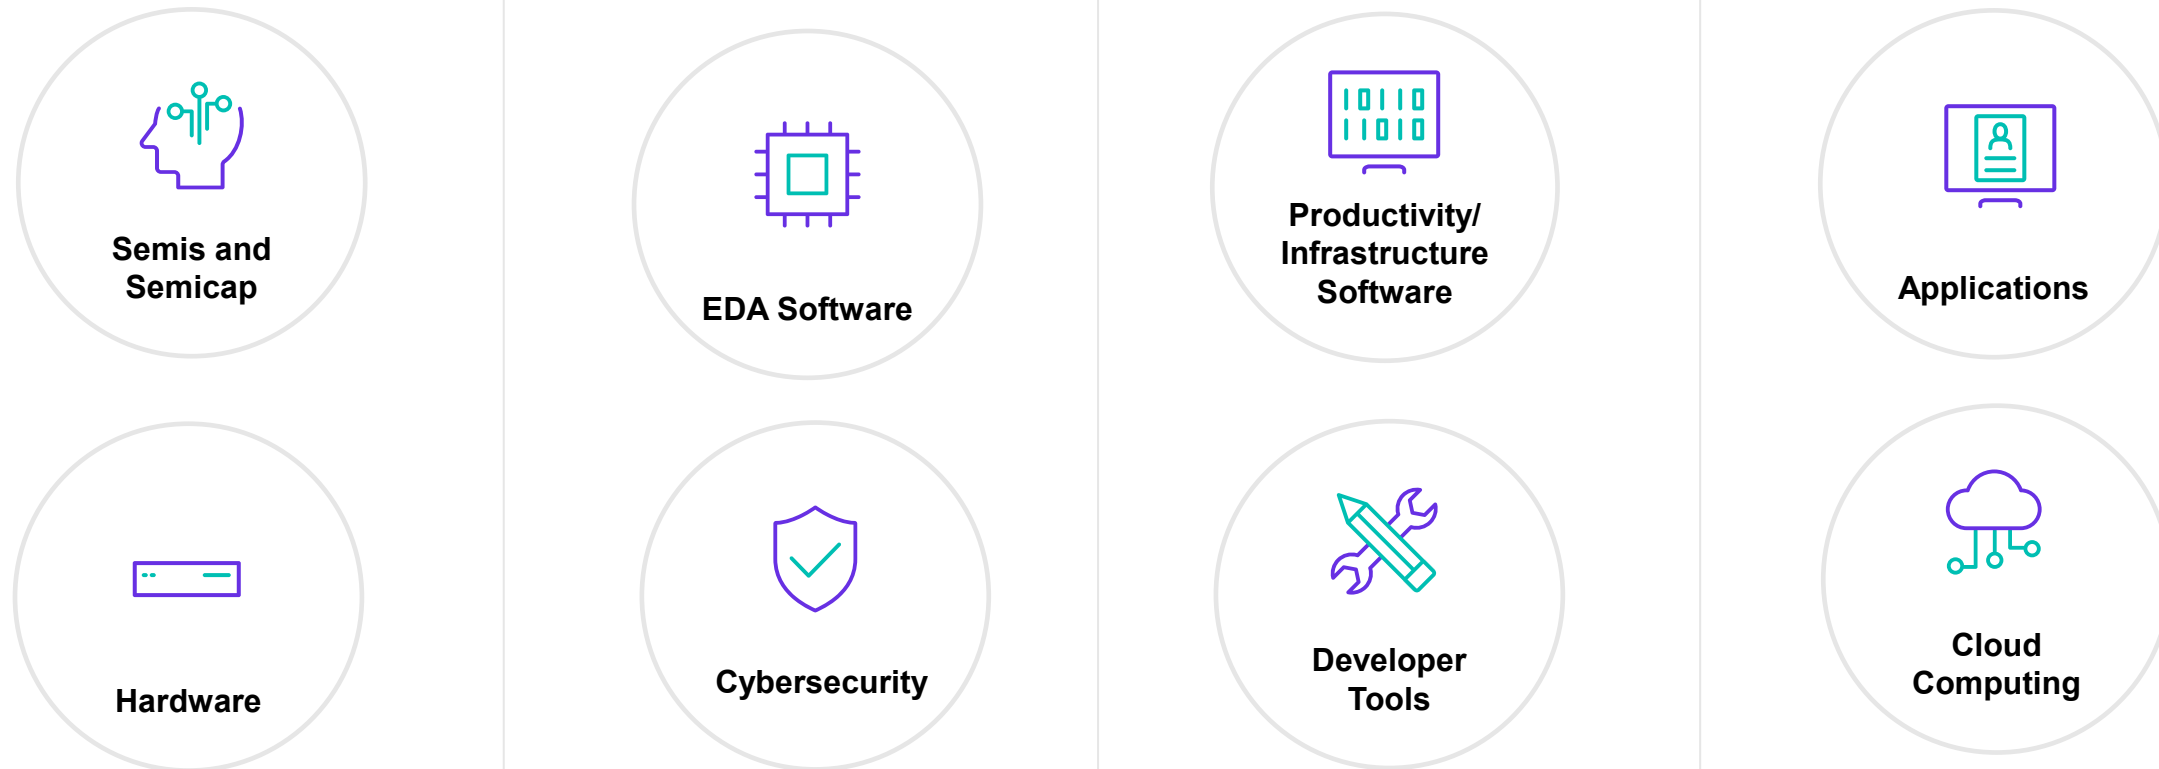 Semis and
Semicap
EDA Software
Productivity/
Infrastructure
Software
Applications
Hardware
Cybersecurity
Developer
Tools
Cloud
Computing